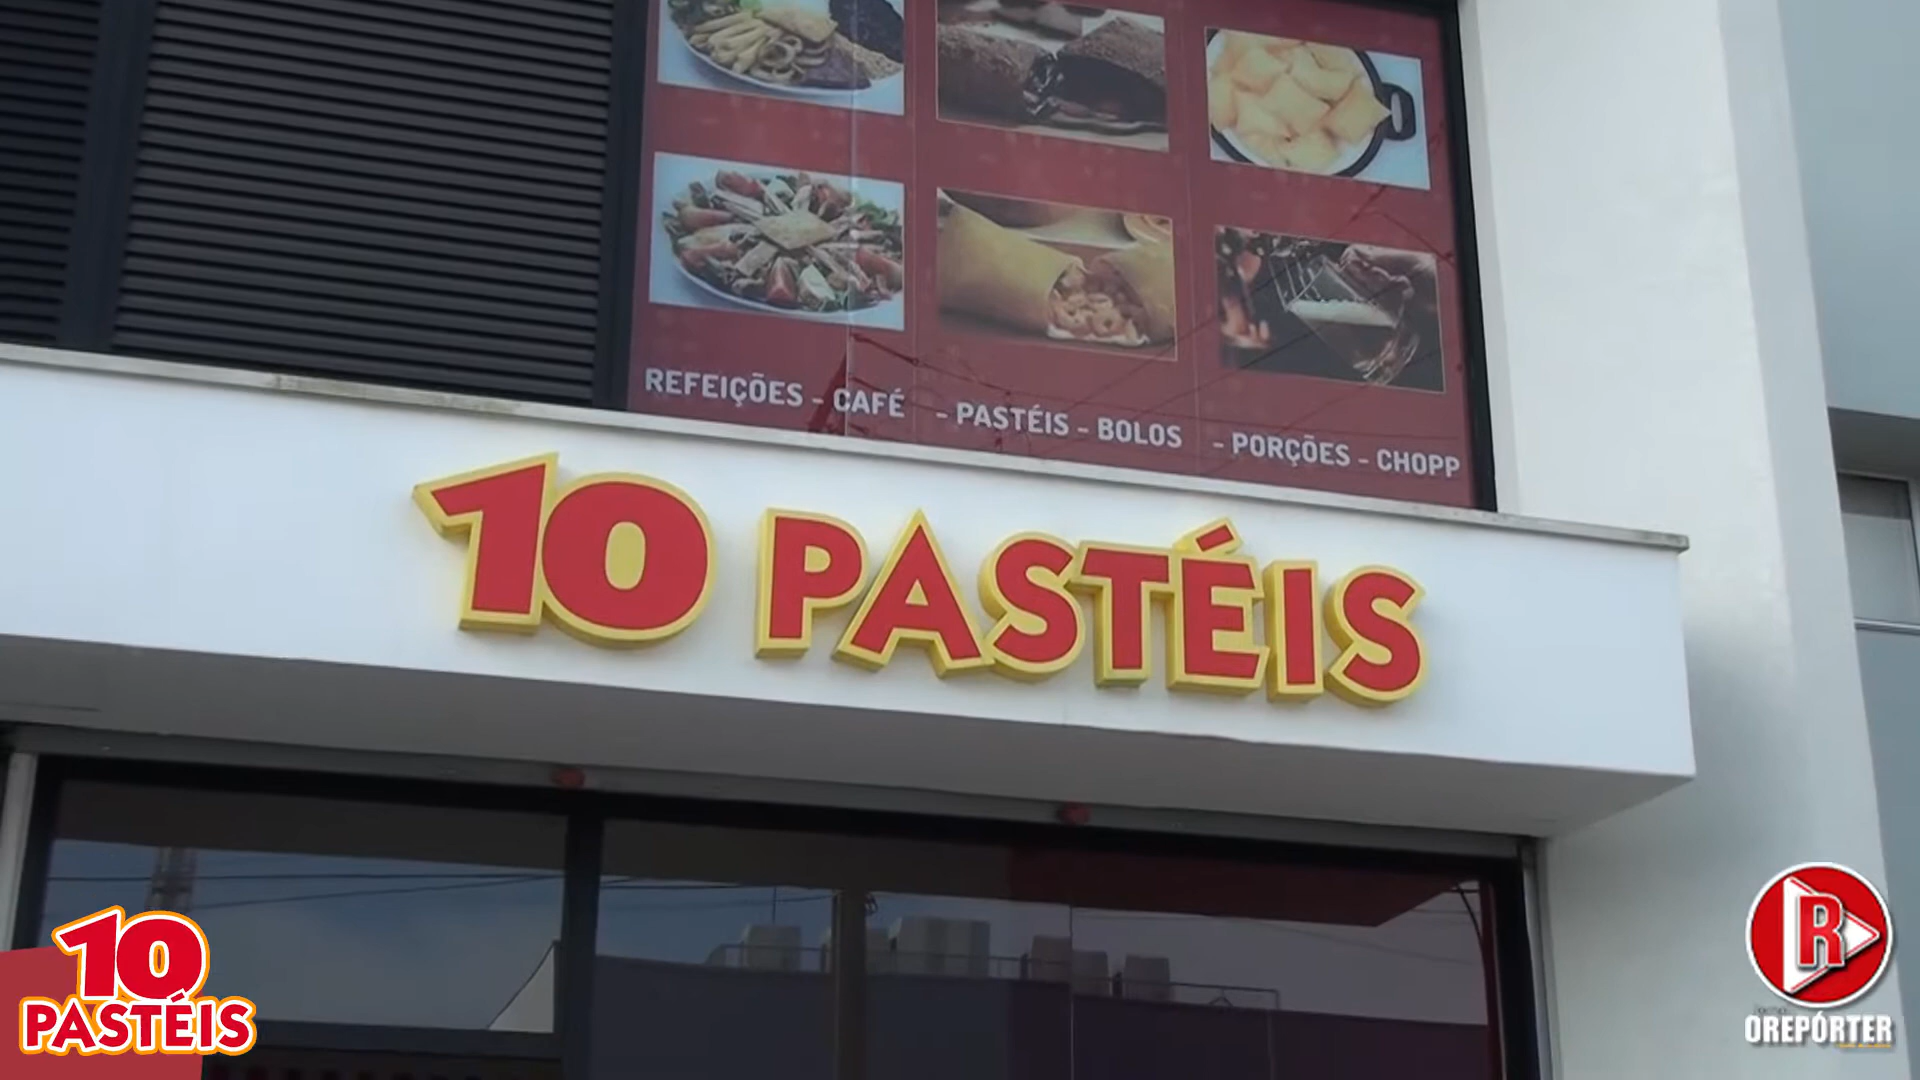 REFEIÇÕES - CAFÉ - PASTÉIS - BOLOS - PORÇÕES - CHOPP
10 PASTÉIS
10
PASTÉIS
R
OREPÓRTER